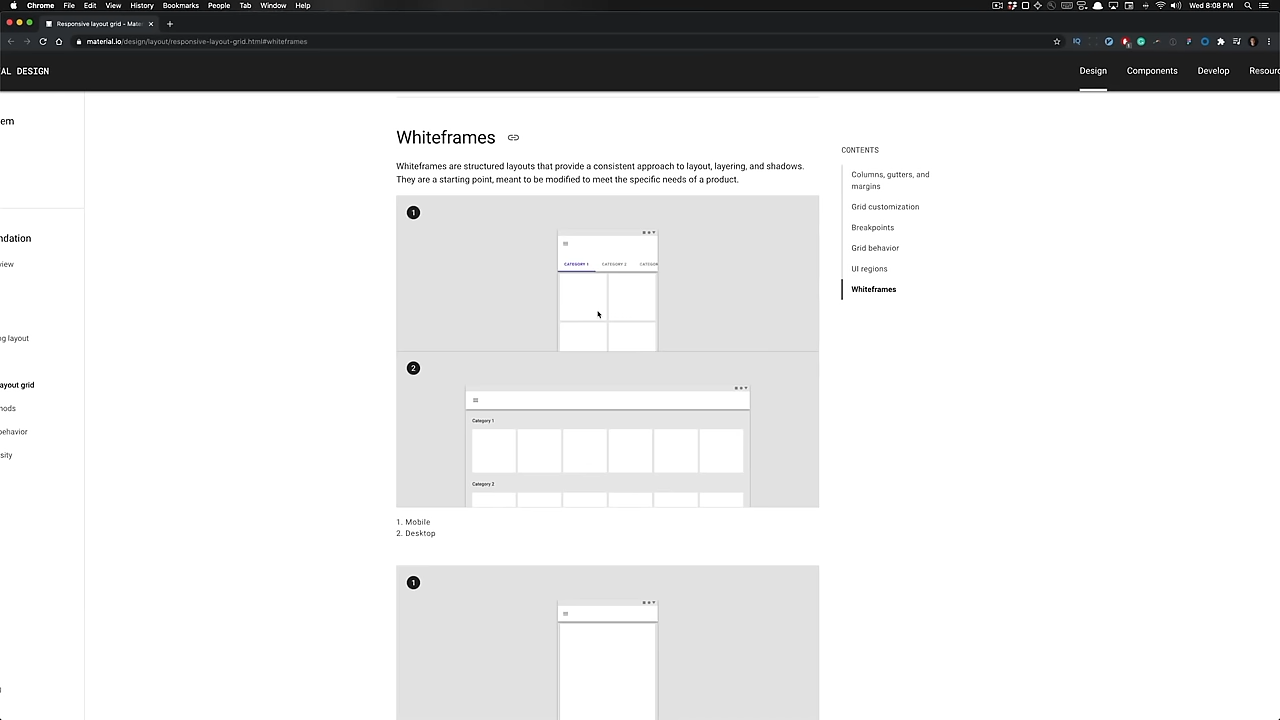 Chrome File Edit View History Bookmarks People Tab Window Help
Wed 8:08 PM
Responsive layout grid - Mate
material.io/design/layout/responsive-layout-grid.html#whiteframes
AL DESIGN
Design Components Develop Resourc
em
ndation
iew
ng layout
ayout grid
hods
behavior
sity
Whiteframes
Whiteframes are structured layouts that provide a consistent approach to layout, layering, and shadows.
They are a starting point, meant to be modified to meet the specific needs of a product.
1
CATEGORY 1 CATEGORY 2 CATEGOR
2
Category 1
Category 2
1. Mobile
2. Desktop
1
CONTENTS
Columns, gutters, and
margins
Grid customization
Breakpoints
Grid behavior
UI regions
Whiteframes